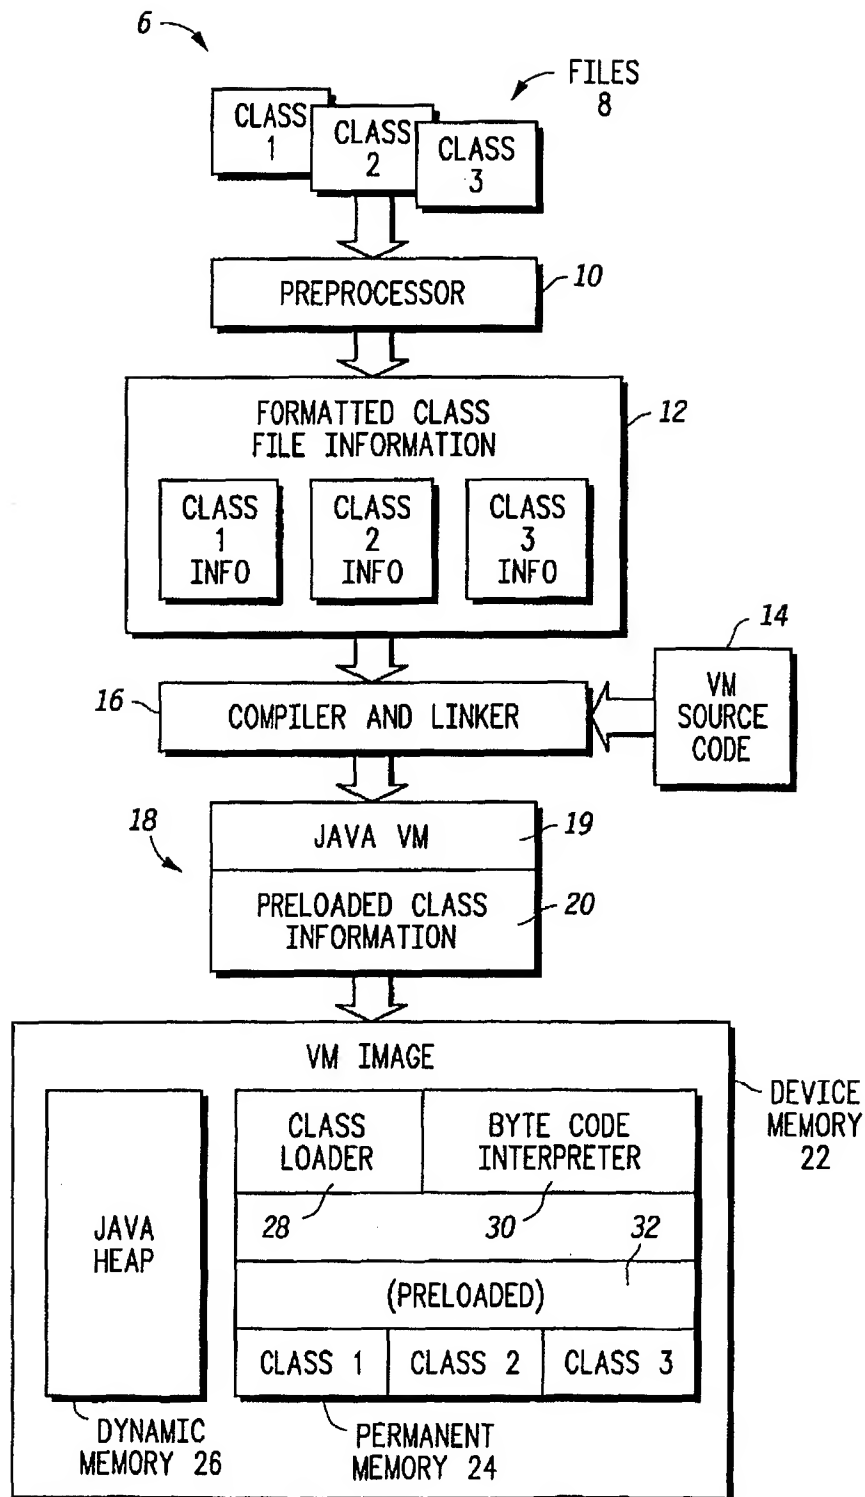 6
FILES
8
CLASS
1
CLASS
2
CLASS
3
PREPROCESSOR
10
FORMATTED CLASS
FILE INFORMATION
12
CLASS
1
INFO
CLASS
2
INFO
CLASS
3
INFO
14
VM
SOURCE
CODE
16
COMPILER AND LINKER
18
JAVA VM
19
PRELOADED CLASS
INFORMATION
20
VM IMAGE
DEVICE
MEMORY
22
JAVA
HEAP
CLASS
LOADER
BYTE CODE
INTERPRETER
28
30
32
(PRELOADED)
CLASS 1
CLASS 2
CLASS 3
DYNAMIC
MEMORY 26
PERMANENT
MEMORY 24